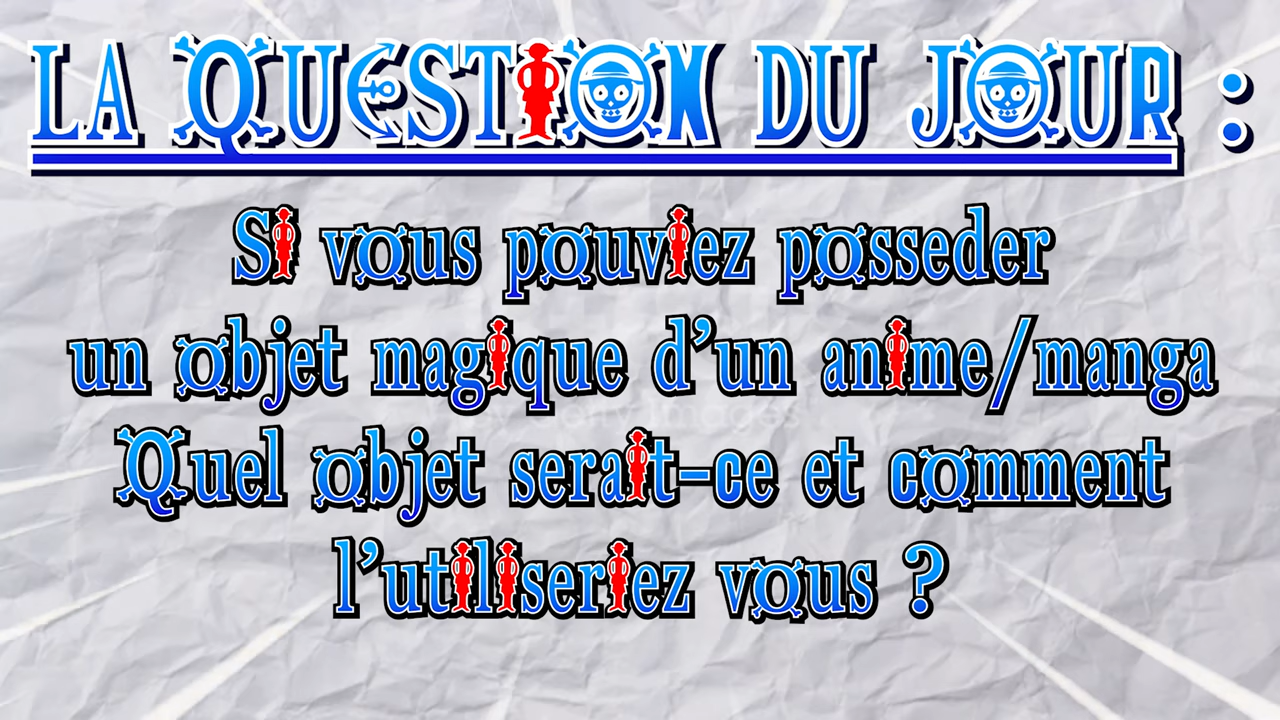 LA QUESTION DU JOUR :
Si vous pouviez posseder
un objet magique d'un anime/manga
Quel objet serait-ce et comment
l'utiliseriez vous ?